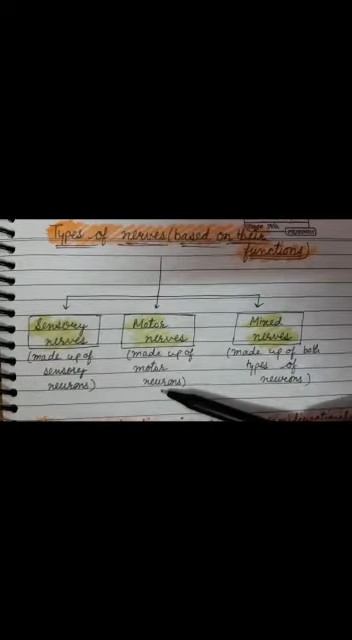 Types of nerves (based on their
functions)
Sensory
nerves
(made up of
sensory
neurons)
Motor
nerves
(made up of
motor
neurons)
Mixed
nerves
(made up of both
types of
neurons.)